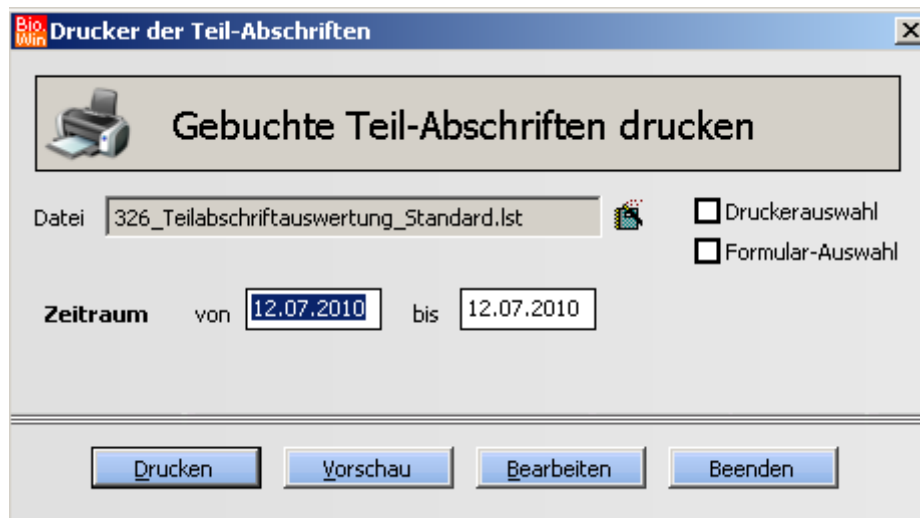 Bio. Win Drucker der Teil-Abschriften
Gebuchte Teil-Abschriften drucken
Datei 326_Teilabschriftauswertung_Standard.lst
Druckerauswahl
Formular-Auswahl
Zeitraum von 12.07.2010 bis 12.07.2010
Drucken Vorschau Bearbeiten Beenden